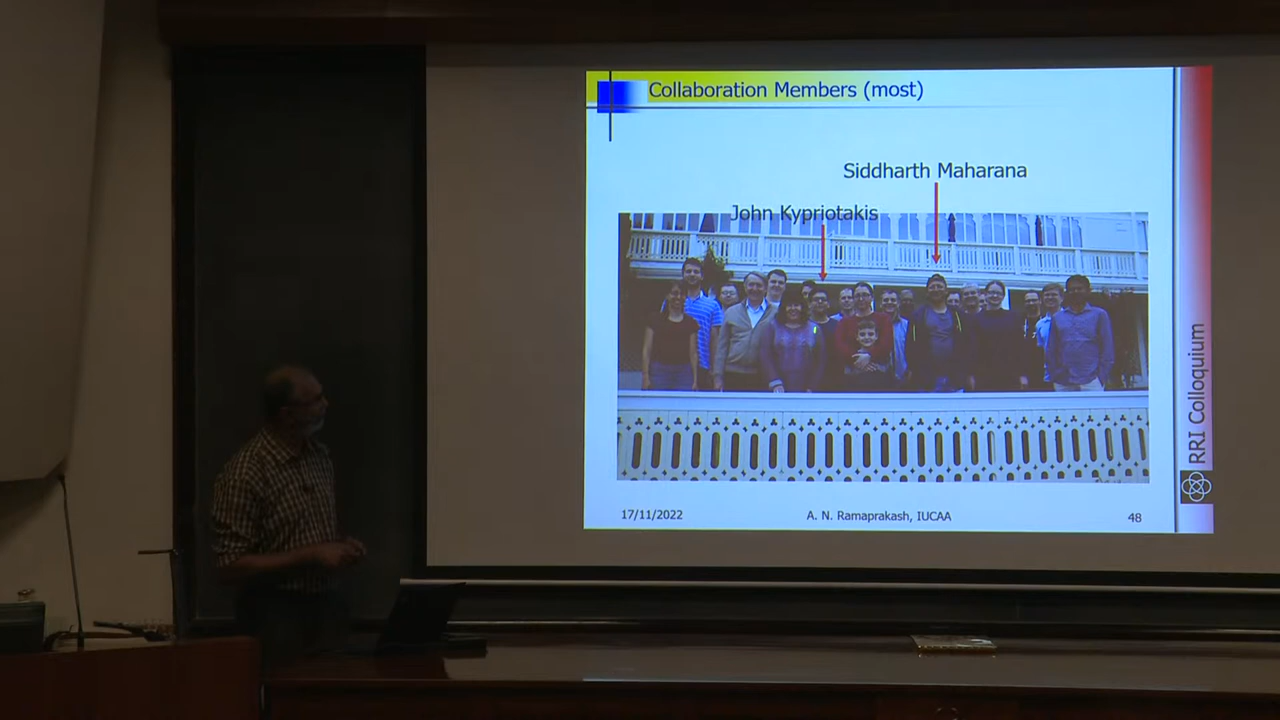 Collaboration Members (most)
Siddharth Maharana
John Kypriotakis
RRI Colloquium
17/11/2022
A. N. Ramaprakash, IUCAA
48